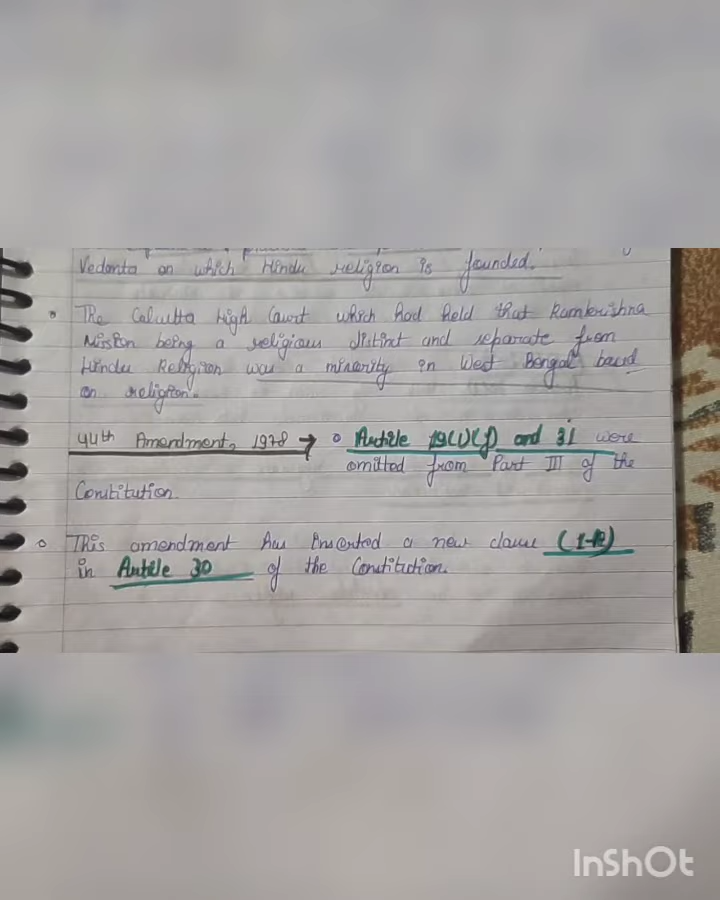 Vedanta on which Hindu religion is founded.
The Calcutta High Court which had held that Ramkrishna
Mission being a religious distint and separate from
Hindu Religion was a minority in West Bengal based
on religion.
44th Amendment, 1978 → Article 19(1)(f) and 31 were
omitted from Part III of the
Constitution.
This amendment has inserted a new clause (1-A)
in Article 30 of the Constitution.
InShOt